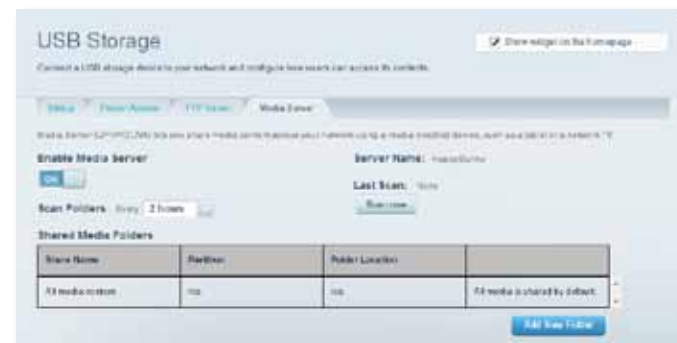 USB Storage
Show widget on the homepage
Connect a USB storage device to your network and configure how users can access its contents.
Status Folder Access FTP Server Media Server
Enable Media Server
Server Name:
ON
Last Scan: None
Scan Folders Every 2 hours
Scan now
Shared Media Folders
Share Name Partition Folder Location
All media content n/a n/a All media is shared by default.
Add New Folder